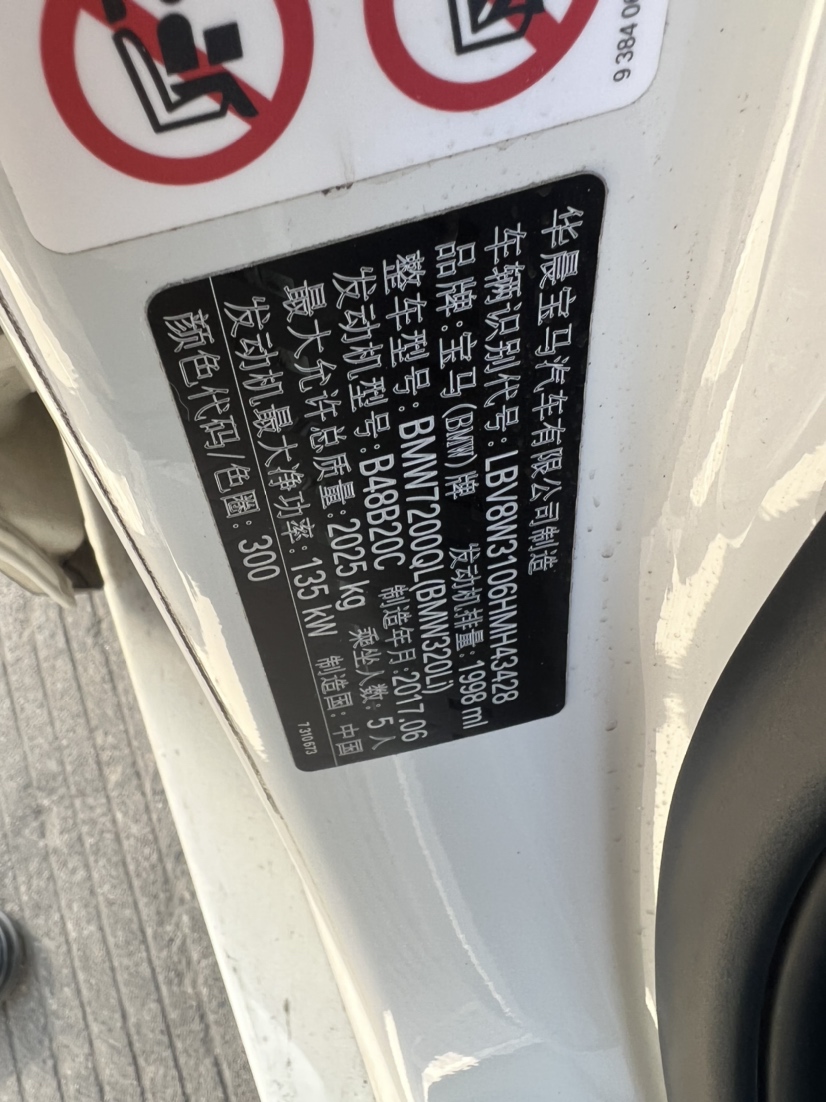 9 384 06
华晨宝马汽车有限公司制造
车辆识别代号: LBV8W3106HMH43428
品牌: 宝马 (BMW) 牌 发动机排量: 1998 ml
整车型号: BMW7200QL(BMW320Li)
发动机型号: B48B20C 制造年月: 2017.06
最大允许总质量: 2025 kg 乘坐人数: 5人
发动机最大净功率: 135 kW 制造国: 中国
颜色代码/色圈: 300 7 310 673